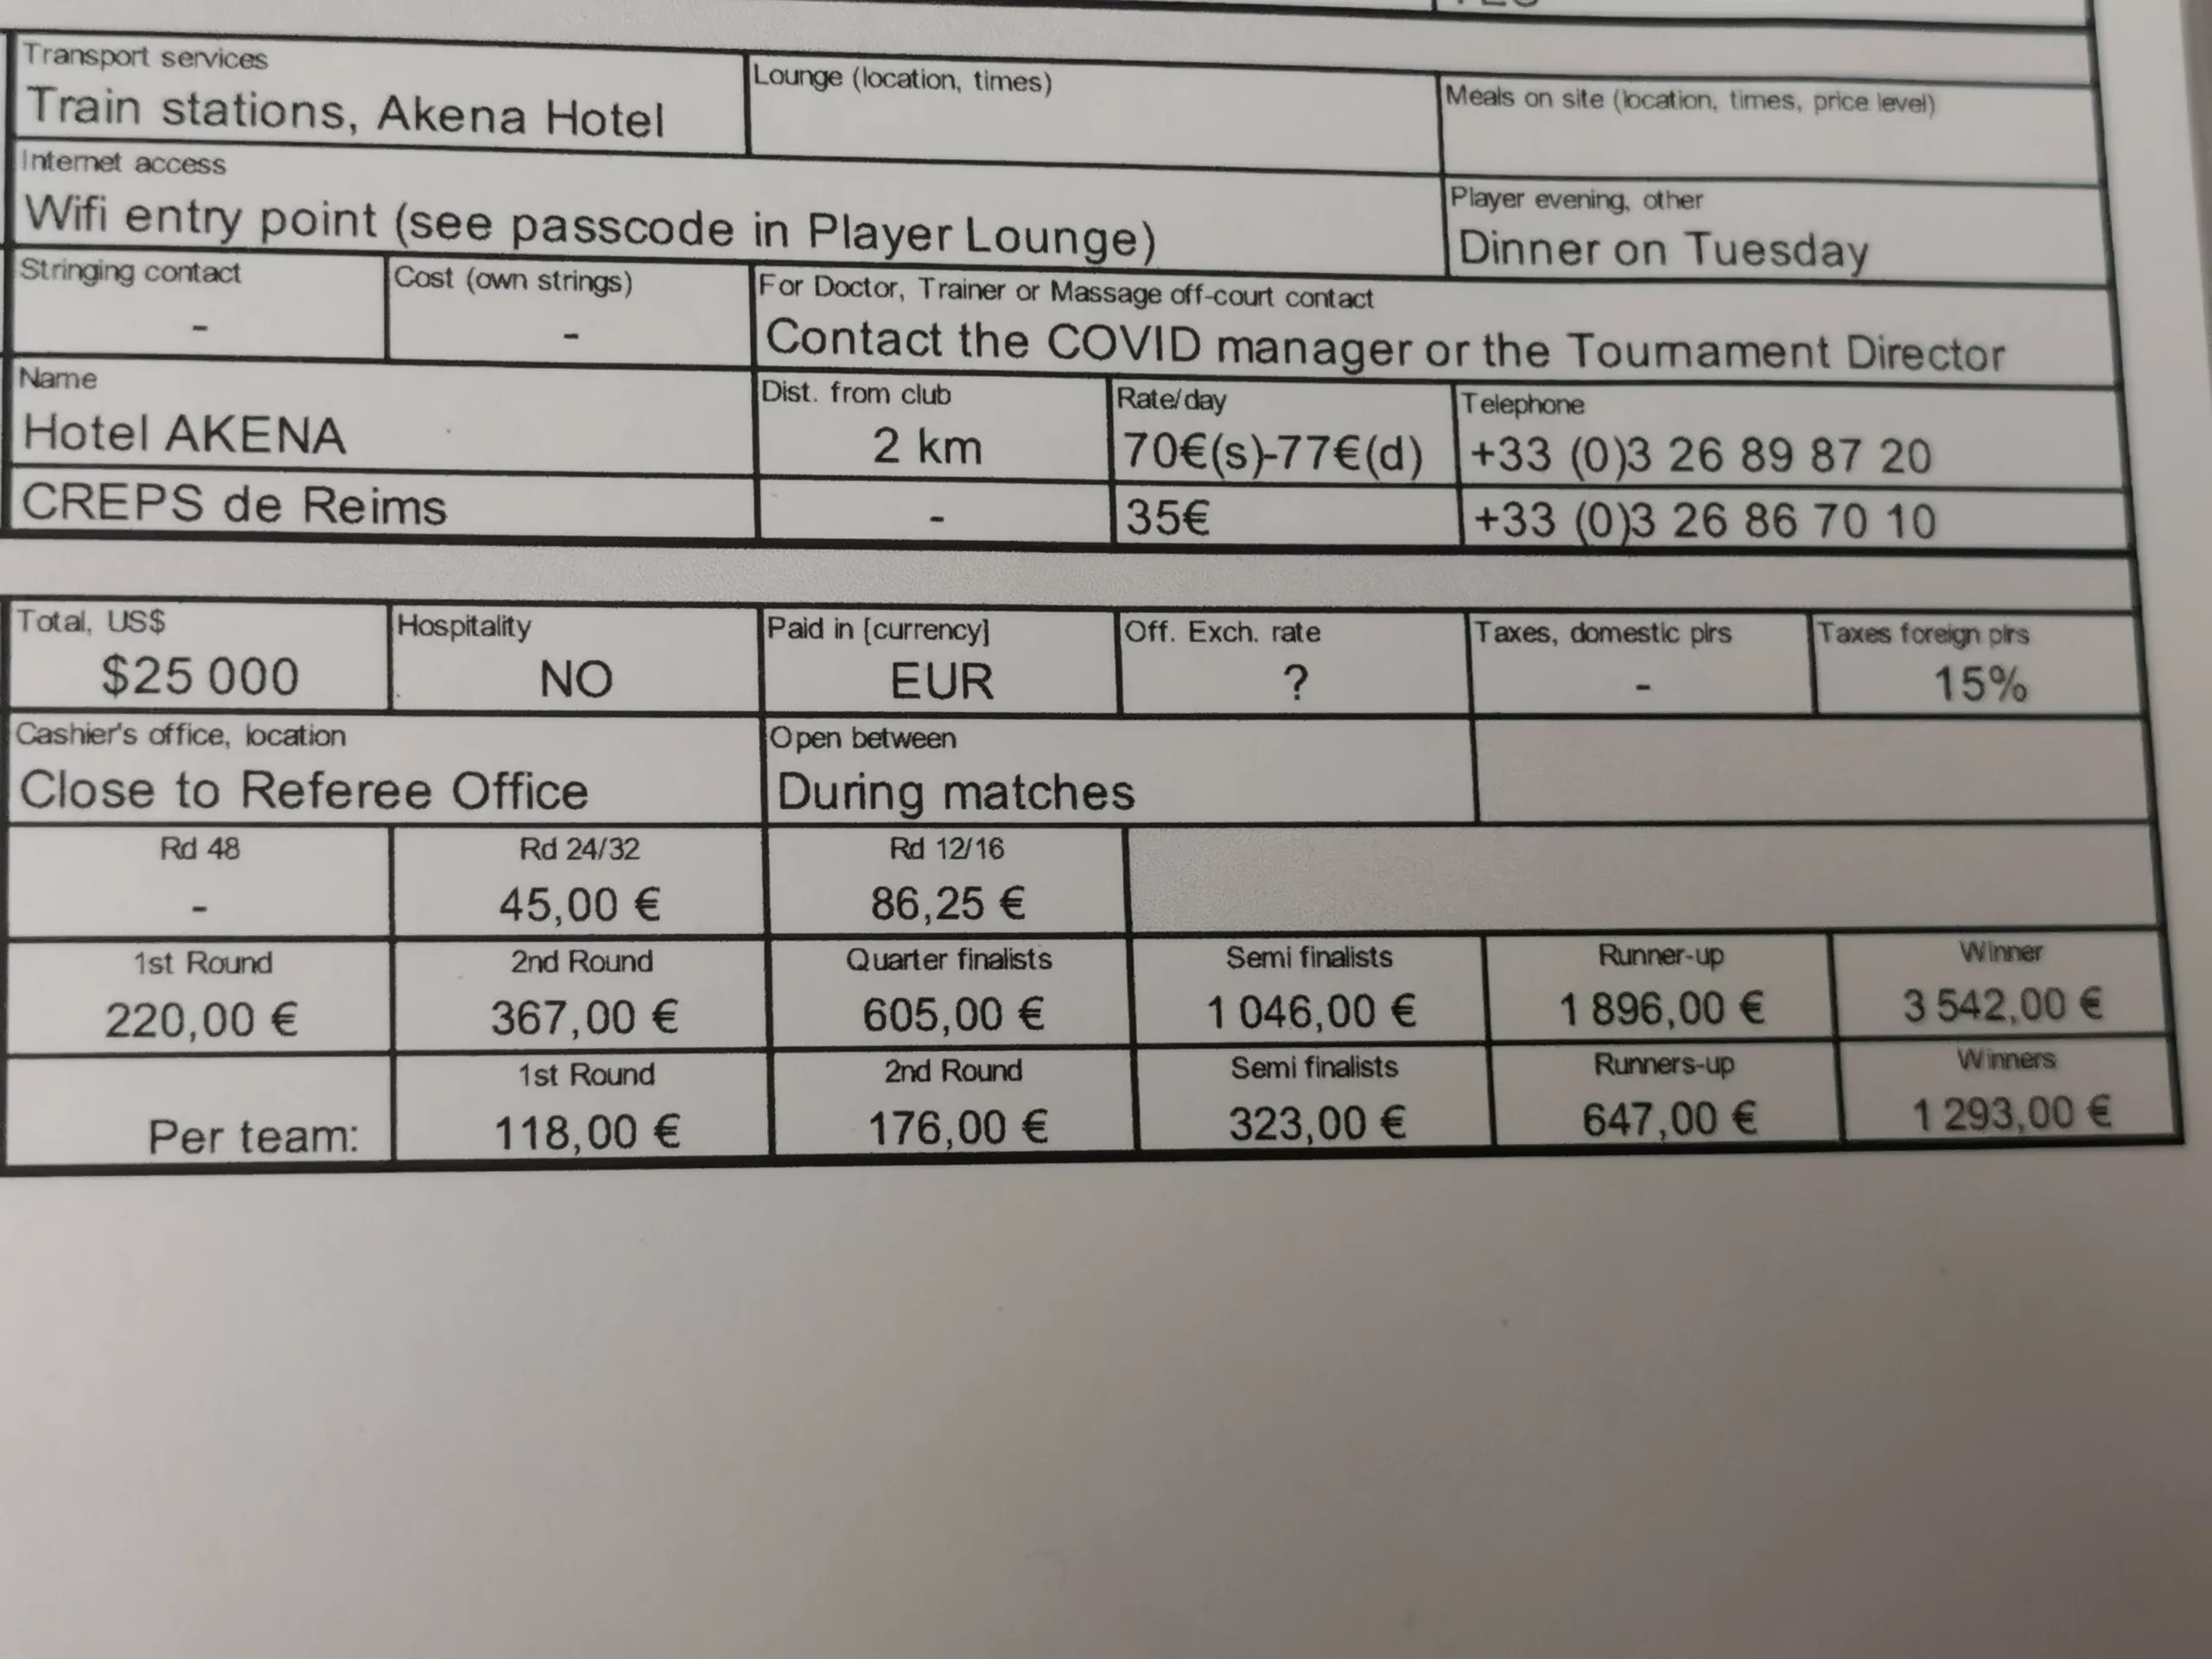 Transport services
Train stations, Akena Hotel
Lounge (location, times)
Meals on site (location, times, price level)
Internet access
Wifi entry point (see passcode in Player Lounge)
Player evening, other
Dinner on Tuesday
Stringing contact
-
Cost (own strings)
-
For Doctor, Trainer or Massage off-court contact
Contact the COVID manager or the Tournament Director
Name
Hotel AKENA
Dist. from club
2 km
Rate/day
70€(s)-77€(d)
Telephone
+33 (0)3 26 89 87 20
CREPS de Reims
-
35€
+33 (0)3 26 86 70 10
Total, US$
$25 000
Hospitality
NO
Paid in [currency]
EUR
Off. Exch. rate
?
Taxes, domestic plrs
-
Taxes foreign plrs
15%
Cashier's office, location
Close to Referee Office
Open between
During matches
Rd 48
-
Rd 24/32
45,00 €
Rd 12/16
86,25 €
1st Round
220,00 €
2nd Round
367,00 €
Quarter finalists
605,00 €
Semi finalists
1 046,00 €
Runner-up
1 896,00 €
Winner
3 542,00 €
Per team:
1st Round
118,00 €
2nd Round
176,00 €
Semi finalists
323,00 €
Runners-up
647,00 €
Winners
1 293,00 €